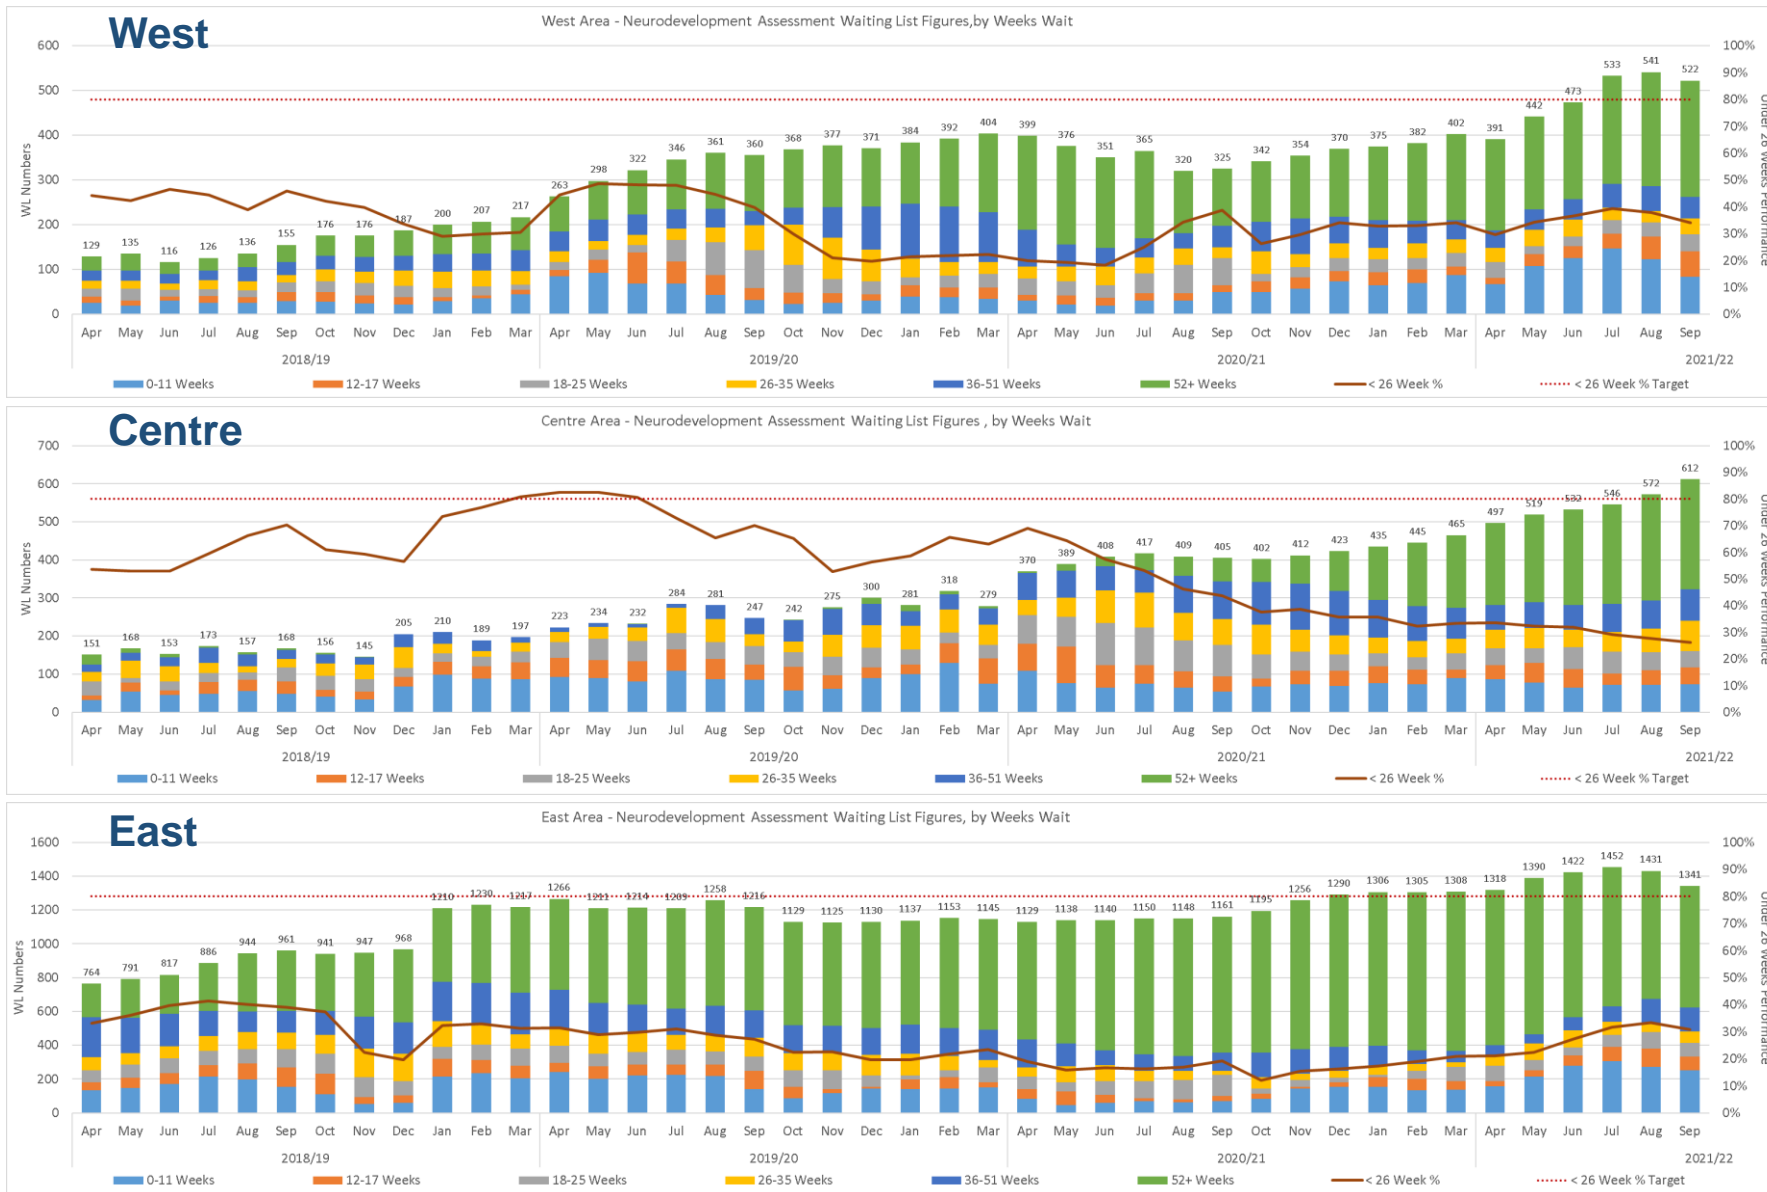 West
West Area - Neurodevelopment Assessment Waiting List Figures,by Weeks Wait
600 500 400 300 200 100 0
WL Numbers
100% 90% 80% 70% 60% 50% 40% 30% 20% 10% 0%
Under 26 Weeks Performance
129 135 116 126 136 155 176 176 187 200 207 217 263 298 322 346 361 360 368 377 371 384 392 404 399 376 351 365 320 325 342 354 370 375 382 402 391 442 473 533 541 522
Apr May Jun Jul Aug Sep Oct Nov Dec Jan Feb Mar Apr May Jun Jul Aug Sep Oct Nov Dec Jan Feb Mar Apr May Jun Jul Aug Sep Oct Nov Dec Jan Feb Mar Apr May Jun Jul Aug Sep
2018/19 2019/20 2020/21 2021/22
0-11 Weeks 12-17 Weeks 18-25 Weeks 26-35 Weeks 36-51 Weeks 52+ Weeks < 26 Week % < 26 Week % Target
Centre
Centre Area - Neurodevelopment Assessment Waiting List Figures , by Weeks Wait
700 600 500 400 300 200 100 0
WL Numbers
100% 90% 80% 70% 60% 50% 40% 30% 20% 10% 0%
Under 26 Weeks Performance
151 168 153 173 157 168 156 145 205 210 189 197 223 234 232 284 281 247 242 275 300 281 318 279 370 389 408 417 409 405 402 412 423 435 445 465 497 519 532 546 572 612
Apr May Jun Jul Aug Sep Oct Nov Dec Jan Feb Mar Apr May Jun Jul Aug Sep Oct Nov Dec Jan Feb Mar Apr May Jun Jul Aug Sep Oct Nov Dec Jan Feb Mar Apr May Jun Jul Aug Sep
2018/19 2019/20 2020/21 2021/22
0-11 Weeks 12-17 Weeks 18-25 Weeks 26-35 Weeks 36-51 Weeks 52+ Weeks < 26 Week % < 26 Week % Target
East
East Area - Neurodevelopment Assessment Waiting List Figures, by Weeks Wait
1600 1400 1200 1000 800 600 400 200 0
WL Numbers
100% 90% 80% 70% 60% 50% 40% 30% 20% 10% 0%
Under 26 Weeks Performance
764 791 817 886 944 961 941 947 968 1210 1230 1217 1266 1211 1214 1209 1258 1216 1129 1125 1130 1137 1153 1145 1129 1138 1140 1150 1148 1161 1195 1256 1290 1306 1305 1308 1318 1390 1422 1452 1431 1341
Apr May Jun Jul Aug Sep Oct Nov Dec Jan Feb Mar Apr May Jun Jul Aug Sep Oct Nov Dec Jan Feb Mar Apr May Jun Jul Aug Sep Oct Nov Dec Jan Feb Mar Apr May Jun Jul Aug Sep
2018/19 2019/20 2020/21 2021/22
0-11 Weeks 12-17 Weeks 18-25 Weeks 26-35 Weeks 36-51 Weeks 52+ Weeks < 26 Week % < 26 Week % Target